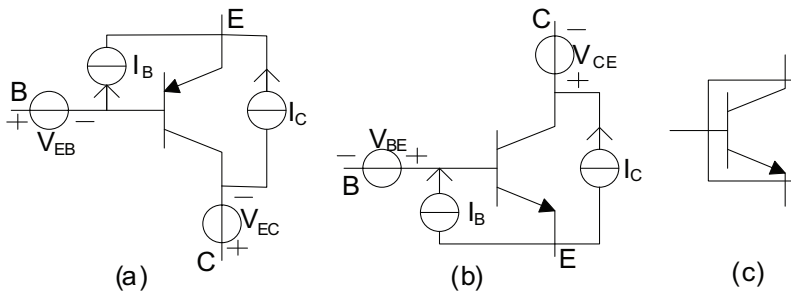 E
I_B
B
+ −
V_EB
I_C
−
V_EC
+
C
(a)
C
−
V_CE
+
V_BE
− +
B
I_B
I_C
E
(b)
(c)